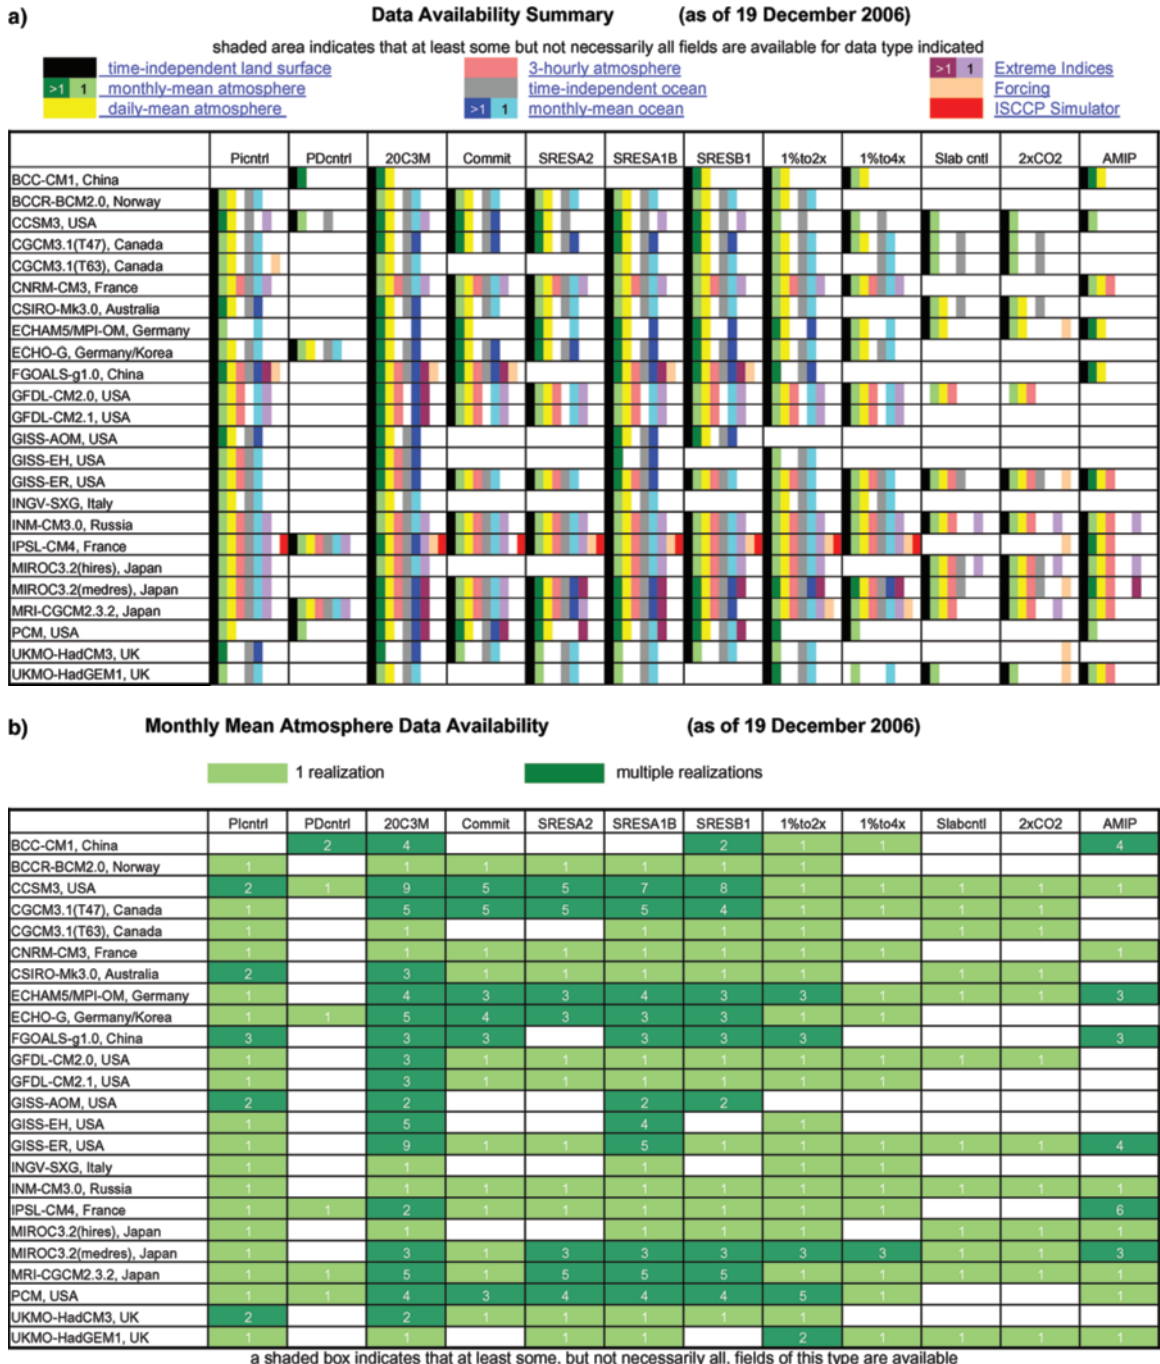 a) Data Availability Summary (as of 19 December 2006)
shaded area indicates that at least some but not necessarily all fields are available for data type indicated
time-independent land surface 3-hourly atmosphere >1 1 Extreme Indices
>1 1 monthly-mean atmosphere time-independent ocean Forcing
daily-mean atmosphere >1 1 monthly-mean ocean ISCCP Simulator
Picntrl PDcntrl 20C3M Commit SRESA2 SRESA1B SRESB1 1%to2x 1%to4x Slab cntl 2xCO2 AMIP
BCC-CM1, China
BCCR-BCM2.0, Norway
CCSM3, USA
CGCM3.1(T47), Canada
CGCM3.1(T63), Canada
CNRM-CM3, France
CSIRO-Mk3.0, Australia
ECHAM5/MPI-OM, Germany
ECHO-G, Germany/Korea
FGOALS-g1.0, China
GFDL-CM2.0, USA
GFDL-CM2.1, USA
GISS-AOM, USA
GISS-EH, USA
GISS-ER, USA
INGV-SXG, Italy
INM-CM3.0, Russia
IPSL-CM4, France
MIROC3.2(hires), Japan
MIROC3.2(medres), Japan
MRI-CGCM2.3.2, Japan
PCM, USA
UKMO-HadCM3, UK
UKMO-HadGEM1, UK
b) Monthly Mean Atmosphere Data Availability (as of 19 December 2006)
1 realization multiple realizations
PIcntrl PDcntrl 20C3M Commit SRESA2 SRESA1B SRESB1 1%to2x 1%to4x Slabcntl 2xCO2 AMIP
BCC-CM1, China 2 4 2 1 1 4
BCCR-BCM2.0, Norway 1 1 1 1 1 1 1
CCSM3, USA 2 1 9 5 5 7 8 1 1 1 1 1
CGCM3.1(T47), Canada 1 5 5 5 5 4 1 1 1 1
CGCM3.1(T63), Canada 1 1 1 1 1 1 1
CNRM-CM3, France 1 1 1 1 1 1 1 1 1
CSIRO-Mk3.0, Australia 2 3 1 1 1 1 1 1 1
ECHAM5/MPI-OM, Germany 1 4 3 3 4 3 3 1 1 1 3
ECHO-G, Germany/Korea 1 1 5 4 3 3 3 1 1
FGOALS-g1.0, China 3 3 3 3 3 3 3
GFDL-CM2.0, USA 1 3 1 1 1 1 1 1 1 1
GFDL-CM2.1, USA 1 3 1 1 1 1 1 1
GISS-AOM, USA 2 2 2 2
GISS-EH, USA 1 5 4 1
GISS-ER, USA 1 9 1 1 5 1 1 1 1 1 4
INGV-SXG, Italy 1 1 1 1 1
INM-CM3.0, Russia 1 1 1 1 1 1 1 1 1 1 1
IPSL-CM4, France 1 1 2 1 1 1 1 1 1 6
MIROC3.2(hires), Japan 1 1 1 1 1 1 1 1
MIROC3.2(medres), Japan 1 3 1 3 3 3 3 3 1 1 3
MRI-CGCM2.3.2, Japan 1 1 5 1 5 5 5 1 1 1 1 1
PCM, USA 1 1 4 3 4 4 4 5 1 1
UKMO-HadCM3, UK 2 2 1 1 1 1 1
UKMO-HadGEM1, UK 1 1 1 1 2 1 1 1 1
a shaded box indicates that at least some, but not necessarily all, fields of this type are available